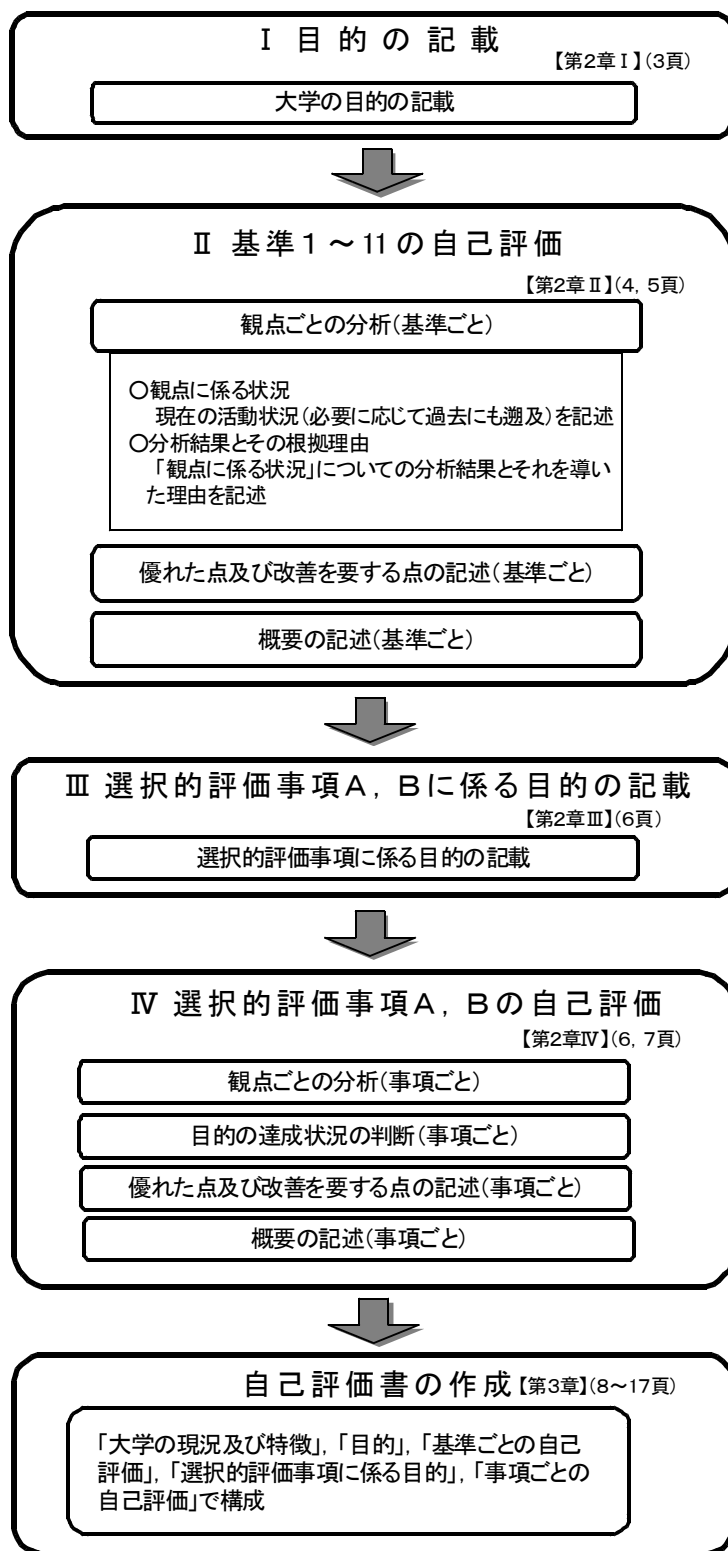 Ⅰ 目的の記載
【第2章Ⅰ】(3頁)
大学の目的の記載
Ⅱ 基準1～11の自己評価
【第2章Ⅱ】(4，5頁)
観点ごとの分析(基準ごと)
○観点に係る状況
現在の活動状況(必要に応じて過去にも遡及)を記述
○分析結果とその根拠理由
「観点に係る状況」についての分析結果とそれを導い
た理由を記述
優れた点及び改善を要する点の記述(基準ごと)
概要の記述(基準ごと)
Ⅲ 選択的評価事項A，Bに係る目的の記載
【第2章Ⅲ】(6頁)
選択的評価事項に係る目的の記載
Ⅳ 選択的評価事項A，Bの自己評価
【第2章Ⅳ】(6，7頁)
観点ごとの分析(事項ごと)
目的の達成状況の判断(事項ごと)
優れた点及び改善を要する点の記述(事項ごと)
概要の記述(事項ごと)
自己評価書の作成【第3章】(8～17頁)
「大学の現況及び特徴」，「目的」，「基準ごとの自己
評価」，「選択的評価事項に係る目的」，「事項ごとの
自己評価」で構成